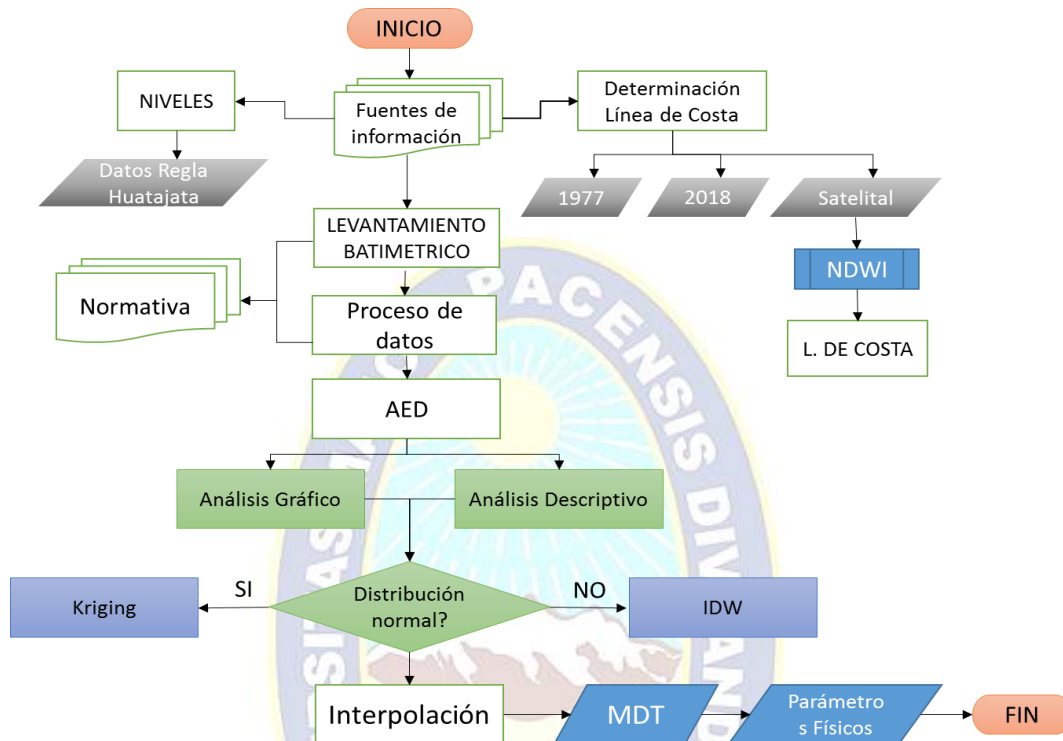 INICIO
NIVELES
Fuentes de
información
Determinación
Línea de Costa
Datos Regla
Huatajata
1977
2018
Satelital
LEVANTAMIENTO
BATIMETRICO
NDWI
Normativa
Proceso de
datos
L. DE COSTA
AED
Análisis Gráfico
Análisis Descriptivo
Kriging
SI
Distribución
normal?
NO
IDW
Interpolación
MDT
Parámetro
s Físicos
FIN
PACENSIS DIV